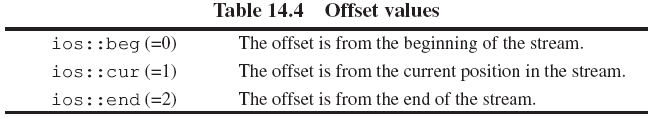 Table 14.4 Offset values
ios::beg (=0) The offset is from the beginning of the stream.
ios::cur (=1) The offset is from the current position in the stream.
ios::end (=2) The offset is from the end of the stream.